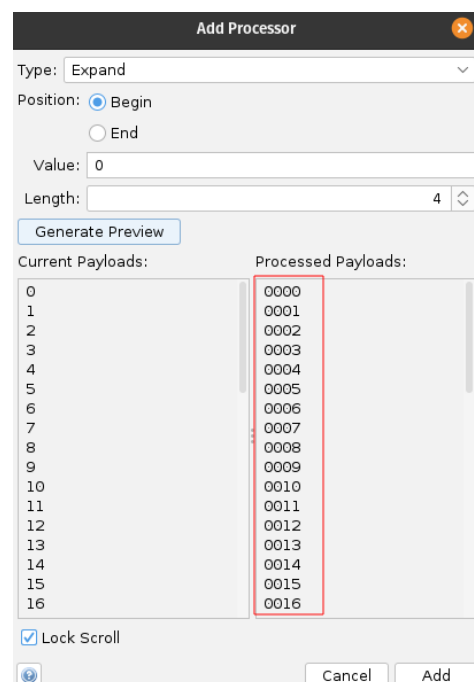 Add Processor
Type: Expand
Position: Begin
End
Value: 0
Length: 4
Generate Preview
Current Payloads: Processed Payloads:
0 0000
1 0001
2 0002
3 0003
4 0004
5 0005
6 0006
7 0007
8 0008
9 0009
10 0010
11 0011
12 0012
13 0013
14 0014
15 0015
16 0016
Lock Scroll
Cancel Add